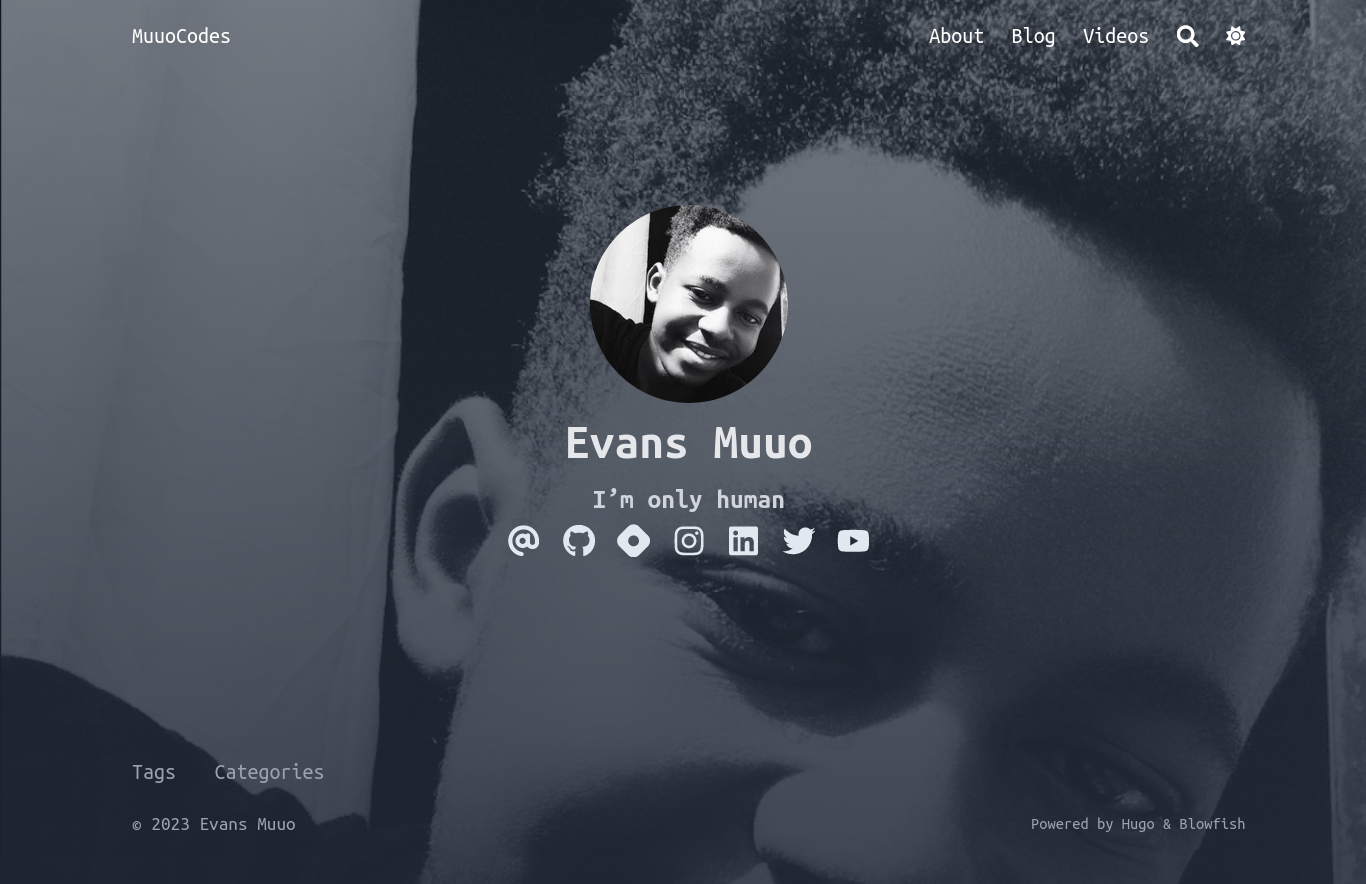 MuuoCodes
About Blog Videos
Evans Muuo
I’m only human
Tags Categories
© 2023 Evans Muuo
Powered by Hugo & Blowfish